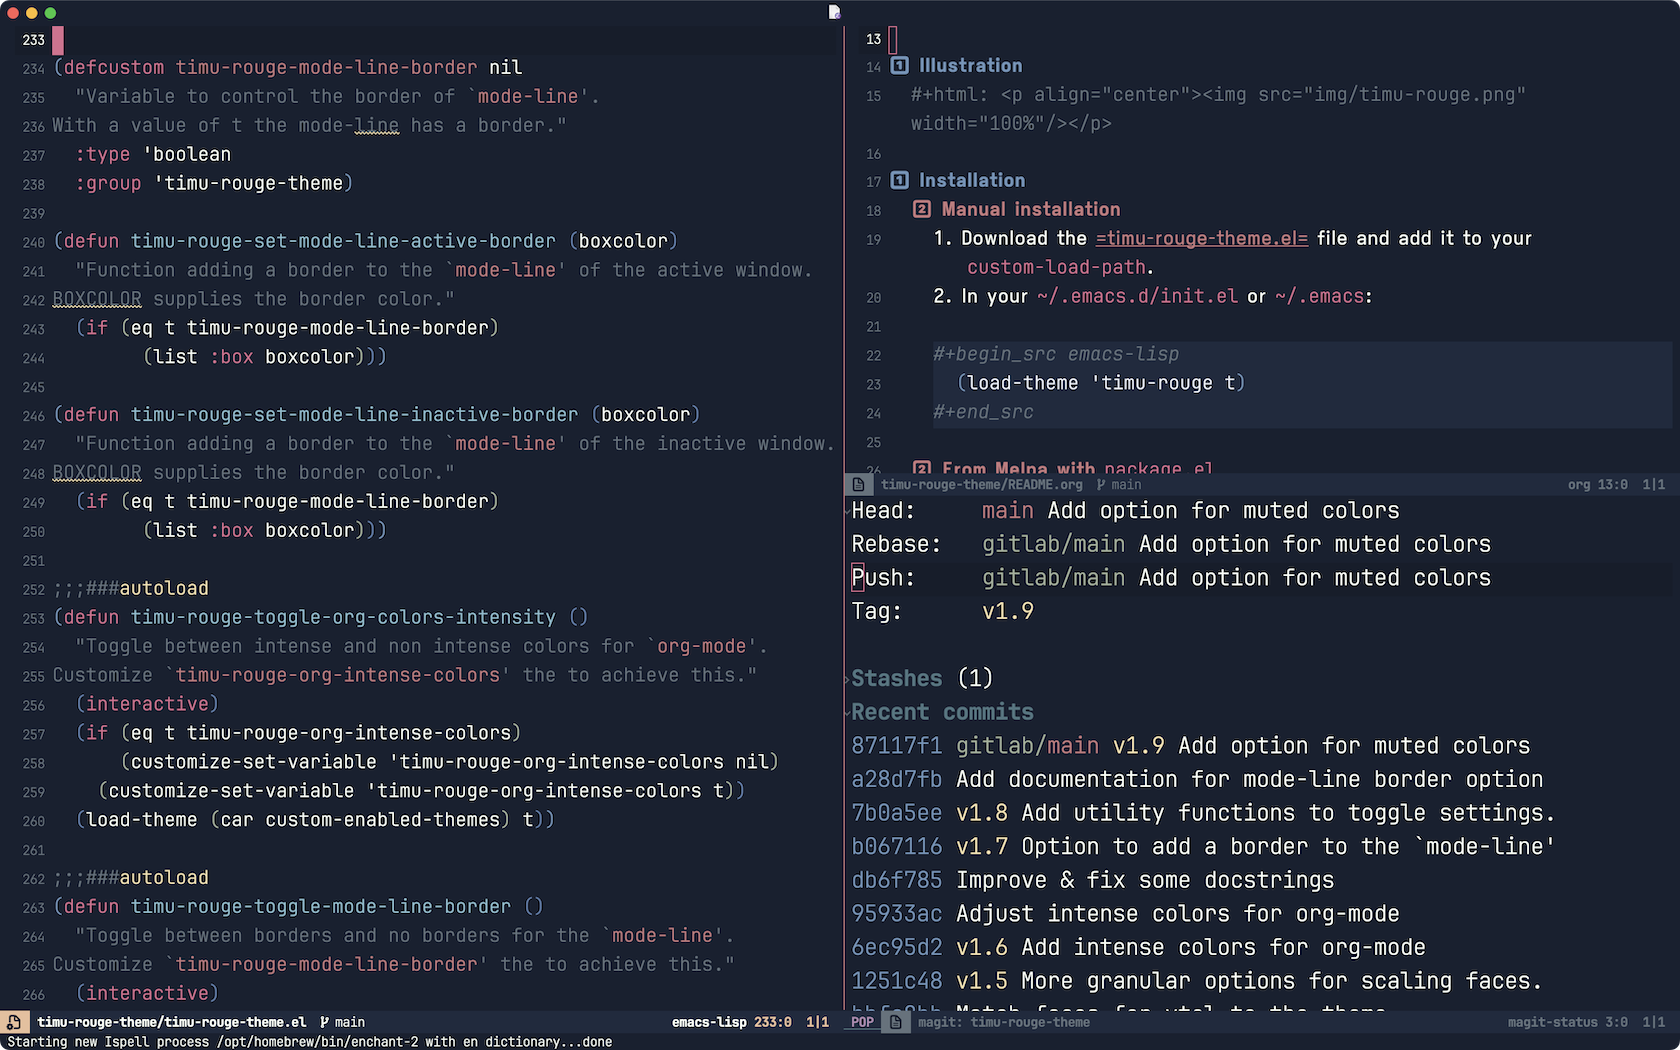 233
234 (defcustom timu-rouge-mode-line-border nil
235 "Variable to control the border of `mode-line'.
236 With a value of t the mode-line has a border."
237 :type 'boolean
238 :group 'timu-rouge-theme)
239
240 (defun timu-rouge-set-mode-line-active-border (boxcolor)
241 "Function adding a border to the `mode-line' of the active window.
242 BOXCOLOR supplies the border color."
243 (if (eq t timu-rouge-mode-line-border)
244 (list :box boxcolor)))
245
246 (defun timu-rouge-set-mode-line-inactive-border (boxcolor)
247 "Function adding a border to the `mode-line' of the inactive window.
248 BOXCOLOR supplies the border color."
249 (if (eq t timu-rouge-mode-line-border)
250 (list :box boxcolor)))
251
252 ;;;###autoload
253 (defun timu-rouge-toggle-org-colors-intensity ()
254 "Toggle between intense and non intense colors for `org-mode'.
255 Customize `timu-rouge-org-intense-colors' the to achieve this."
256 (interactive)
257 (if (eq t timu-rouge-org-intense-colors)
258 (customize-set-variable 'timu-rouge-org-intense-colors nil)
259 (customize-set-variable 'timu-rouge-org-intense-colors t))
260 (load-theme (car custom-enabled-themes) t))
261
262 ;;;###autoload
263 (defun timu-rouge-toggle-mode-line-border ()
264 "Toggle between borders and no borders for the `mode-line'.
265 Customize `timu-rouge-mode-line-border' the to achieve this."
266 (interactive)
timu-rouge-theme/timu-rouge-theme.el main emacs-lisp 233:0 1|1
Starting new Ispell process /opt/homebrew/bin/enchant-2 with en dictionary...done
13
14 1 Illustration
15 #+html: <p align="center"><img src="img/timu-rouge.png"
width="100%"/></p>
16
17 1 Installation
18 2 Manual installation
19 1. Download the =timu-rouge-theme.el= file and add it to your
custom-load-path.
20 2. In your ~/.emacs.d/init.el or ~/.emacs:
21
22 #+begin_src emacs-lisp
23 (load-theme 'timu-rouge t)
24 #+end_src
25
26 2 From Melpa with package.el
timu-rouge-theme/README.org main org 13:0 1|1
Head: main Add option for muted colors
Rebase: gitlab/main Add option for muted colors
Push: gitlab/main Add option for muted colors
Tag: v1.9
Stashes (1)
Recent commits
87117f1 gitlab/main v1.9 Add option for muted colors
a28d7fb Add documentation for mode-line border option
7b0a5ee v1.8 Add utility functions to toggle settings.
b067116 v1.7 Option to add a border to the `mode-line'
db6f785 Improve & fix some docstrings
95933ac Adjust intense colors for org-mode
6ec95d2 v1.6 Add intense colors for org-mode
1251c48 v1.5 More granular options for scaling faces.
Match faces for to the theme
POP magit: timu-rouge-theme magit-status 3:0 1|1